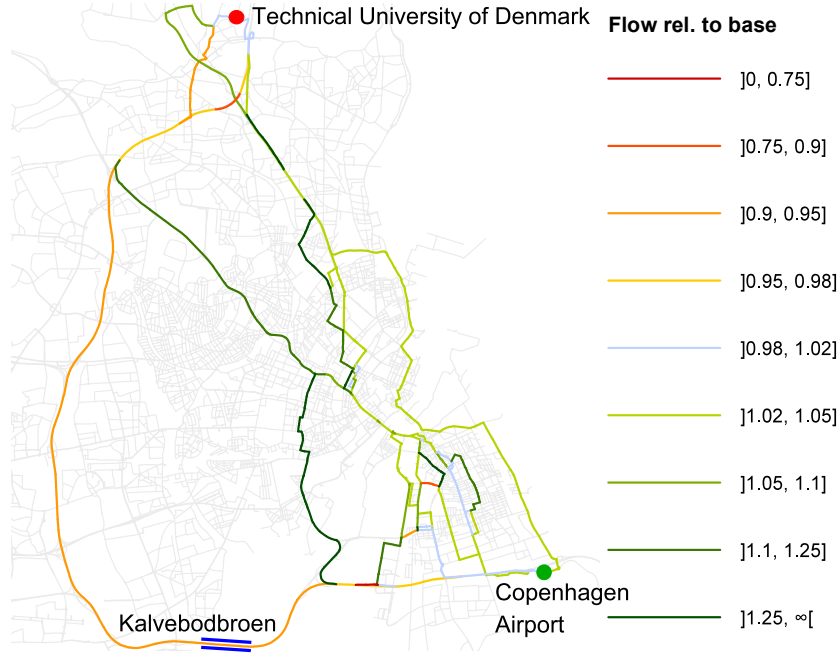 Technical University of Denmark
Flow rel. to base
]0, 0.75]
]0.75, 0.9]
]0.9, 0.95]
]0.95, 0.98]
]0.98, 1.02]
]1.02, 1.05]
]1.05, 1.1]
]1.1, 1.25]
]1.25, ∞[
Copenhagen
Airport
Kalvebodbroen